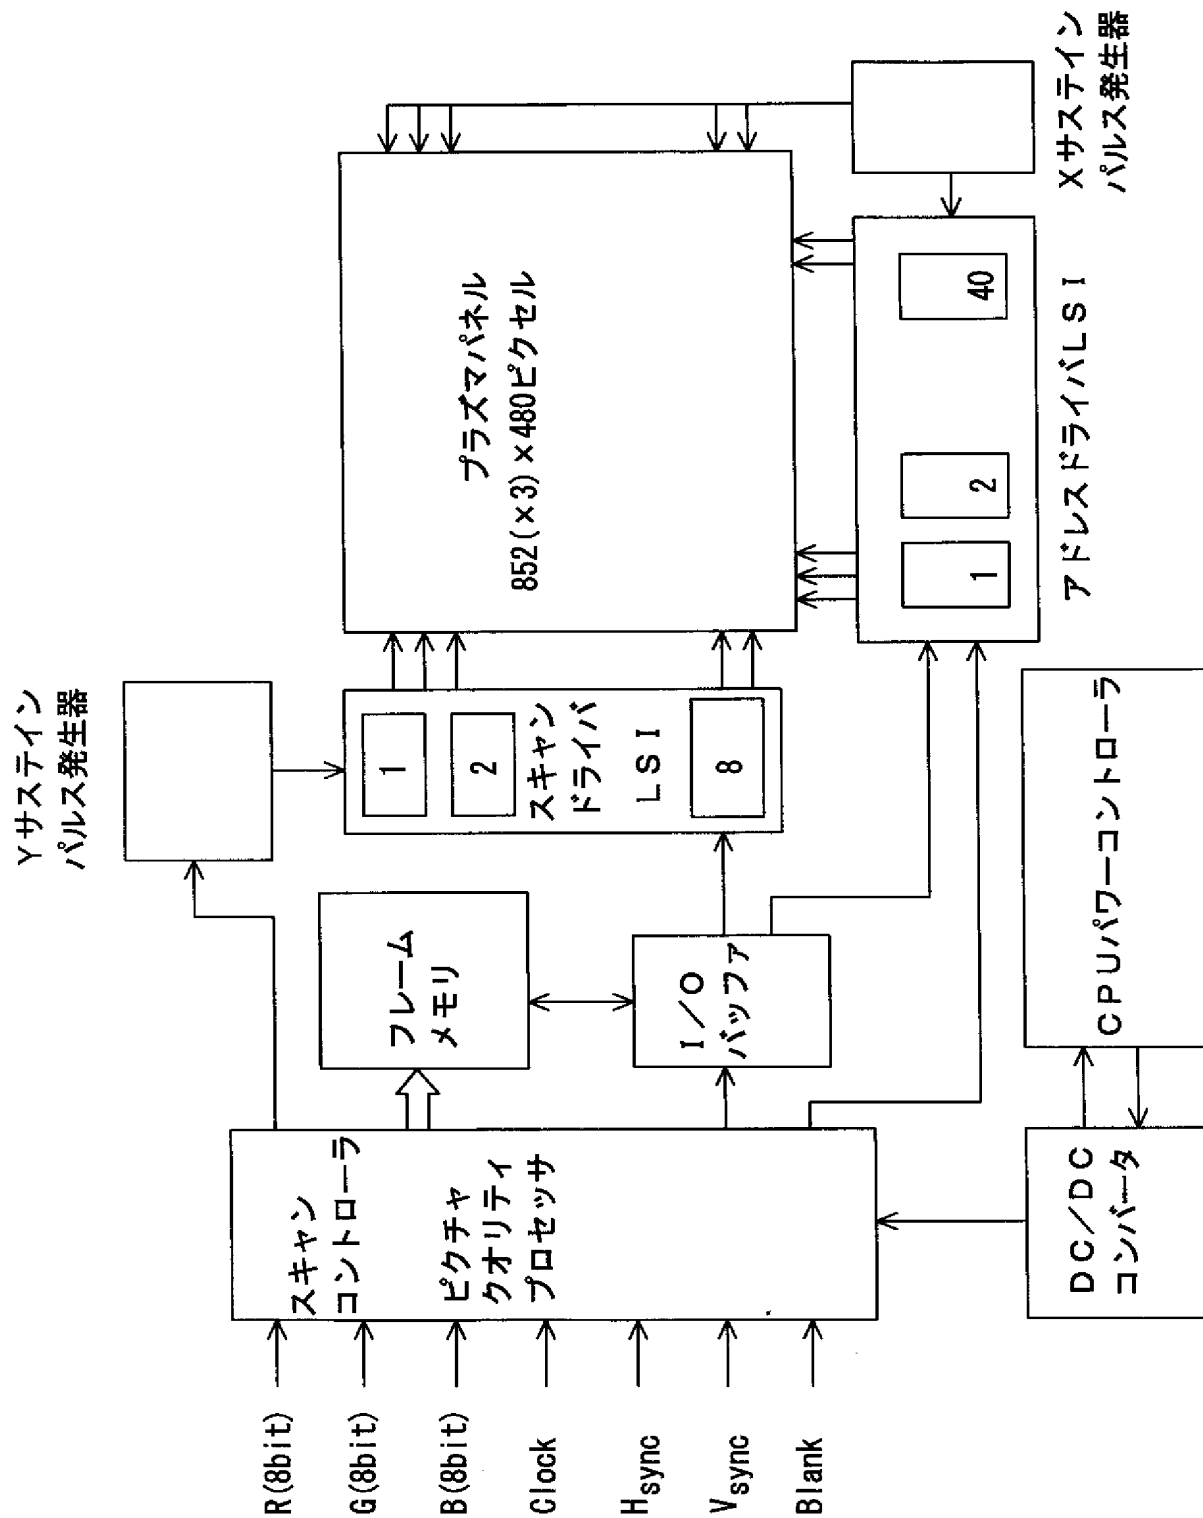 Yサステイン
パルス発生器
R(8bit)
G(8bit)
B(8bit)
Clock
Hsync
Vsync
Blank
スキャン
コントローラ
ピクチャ
クオリティ
プロセッサ
フレーム
メモリ
I/O
バッファ
1
2
スキャン
ドライバ
LSI
8
プラズマパネル
852(×3)×480ピクセル
Xサステイン
パルス発生器
1
2
40
アドレスドライバLSI
DC/DC
コンバータ
CPUパワーコントローラ